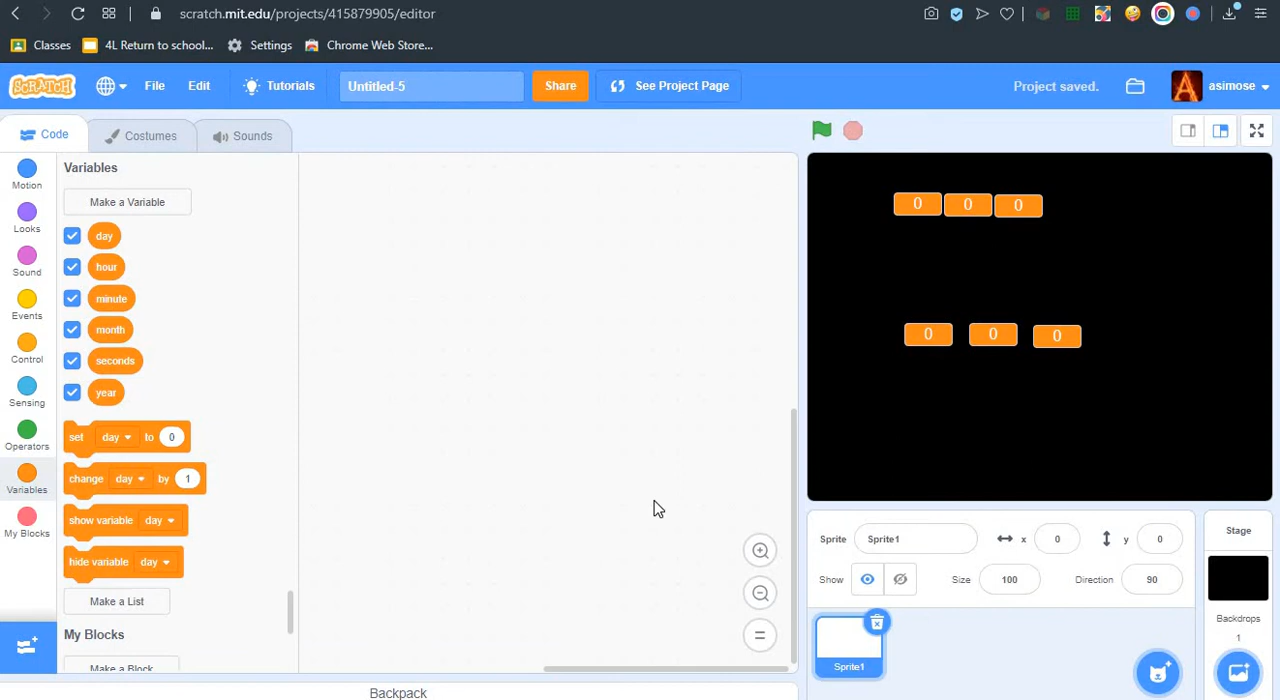 scratch.mit.edu/projects/415879905/editor
Classes 4L Return to school... Settings Chrome Web Store...
SCRATCH File Edit Tutorials Untitled-5 Share See Project Page Project saved. asimose
Code Costumes Sounds
Motion
Looks
Sound
Events
Control
Sensing
Operators
Variables
My Blocks
Variables
Make a Variable
day
hour
minute
month
seconds
year
set day to 0
change day by 1
show variable day
hide variable day
Make a List
My Blocks
Make a Block
Backpack
0 0 0
0 0 0
Sprite Sprite1 x 0 y 0
Show Size 100 Direction 90
Sprite1
Stage
Backdrops
1